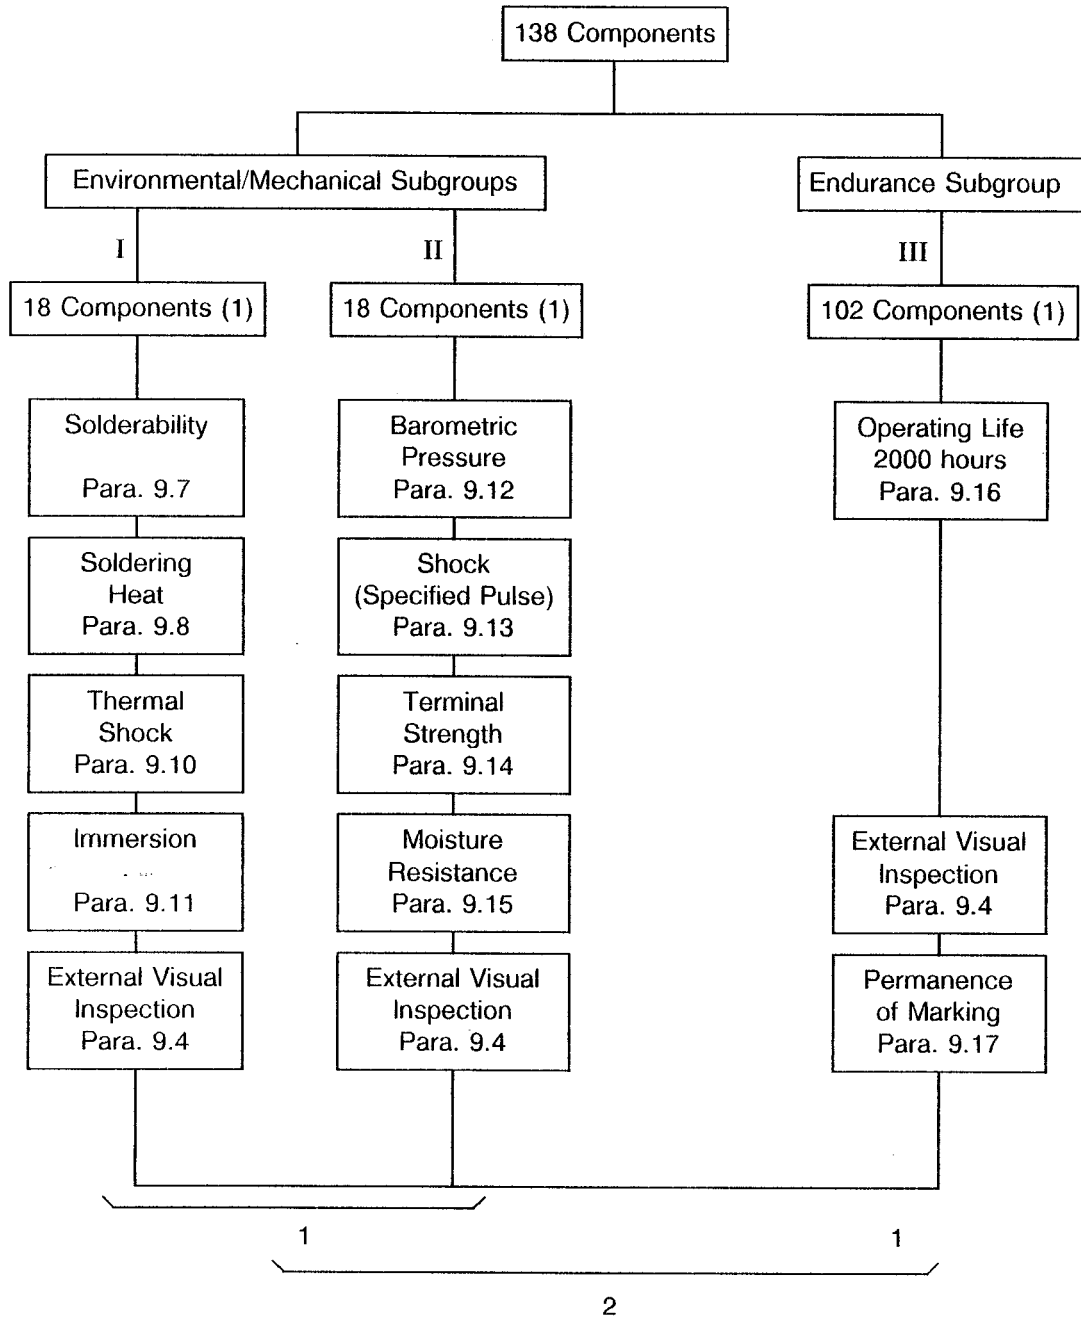 138 Components
Environmental/Mechanical Subgroups
Endurance Subgroup
I
II
III
18 Components (1)
18 Components (1)
102 Components (1)
Solderability
Para. 9.7
Soldering
Heat
Para. 9.8
Thermal
Shock
Para. 9.10
Immersion
Para. 9.11
External Visual
Inspection
Para. 9.4
Barometric
Pressure
Para. 9.12
Shock
(Specified Pulse)
Para. 9.13
Terminal
Strength
Para. 9.14
Moisture
Resistance
Para. 9.15
External Visual
Inspection
Para. 9.4
Operating Life
2000 hours
Para. 9.16
External Visual
Inspection
Para. 9.4
Permanence
of Marking
Para. 9.17
1
1
2